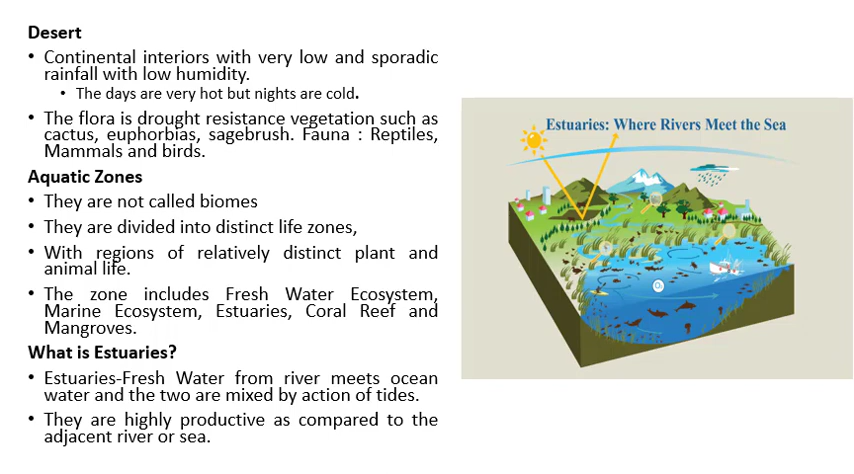 Desert
• Continental interiors with very low and sporadic
rainfall with low humidity.
• The days are very hot but nights are cold.
• The flora is drought resistance vegetation such as
cactus, euphorbias, sagebrush. Fauna : Reptiles,
Mammals and birds.
Aquatic Zones
• They are not called biomes
• They are divided into distinct life zones,
• With regions of relatively distinct plant and
animal life.
• The zone includes Fresh Water Ecosystem,
Marine Ecosystem, Estuaries, Coral Reef and
Mangroves.
What is Estuaries?
• Estuaries-Fresh Water from river meets ocean
water and the two are mixed by action of tides.
• They are highly productive as compared to the
adjacent river or sea.
Estuaries: Where Rivers Meet the Sea
O₂